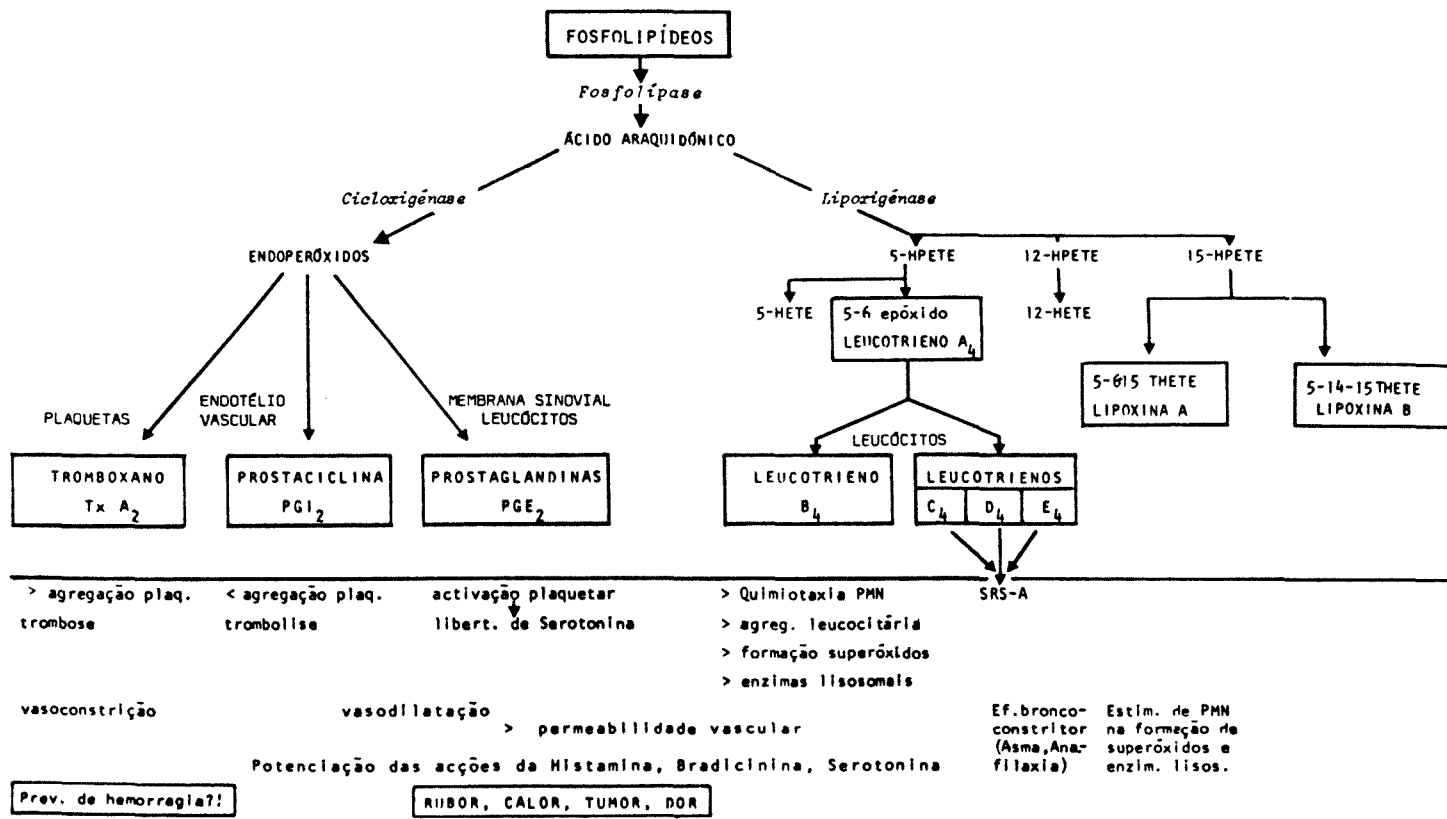 FOSFOLIPÍDEOS
Fosfolípase
ÁCIDO ARAQUIDÓNICO
Cicloxigénase
Lipoxigénase
ENDOPERÓXIDOS
5-HPETE
12-HPETE
15-HPETE
5-HETE
5-6 epóxido
LEUCOTRIENO A4
12-HETE
5-615 THETE
LIPOXINA A
5-14-15 THETE
LIPOXINA B
PLAQUETAS
ENDOTÉLIO
VASCULAR
MEMBRANA SINOVIAL
LEUCÓCITOS
LEUCÓCITOS
TROMBOXANO
Tx A2
PROSTACICLINA
PGI2
PROSTAGLANDINAS
PGE2
LEUCOTRIENO
B4
LEUCOTRIENOS
C4 D4 E4
> agregação plaq.
trombose
< agregação plaq.
trombolise
activação plaquetar
libert. de Serotonina
> Quimiotaxia PMN
> agreg. leucocitária
> formação superóxidos
> enzimas lisosomais
SRS-A
vasoconstrição
vasodilatação
> permeabilidade vascular
Potenciação das acções da Histamina, Bradicinina, Serotonina
Ef.bronco-
constritor
(Asma,Ana-
filaxia)
Estim. de PMN
na formação de
superóxidos e
enzim. lisos.
Prev. de hemorragia?!
RUBOR, CALOR, TUMOR, DOR